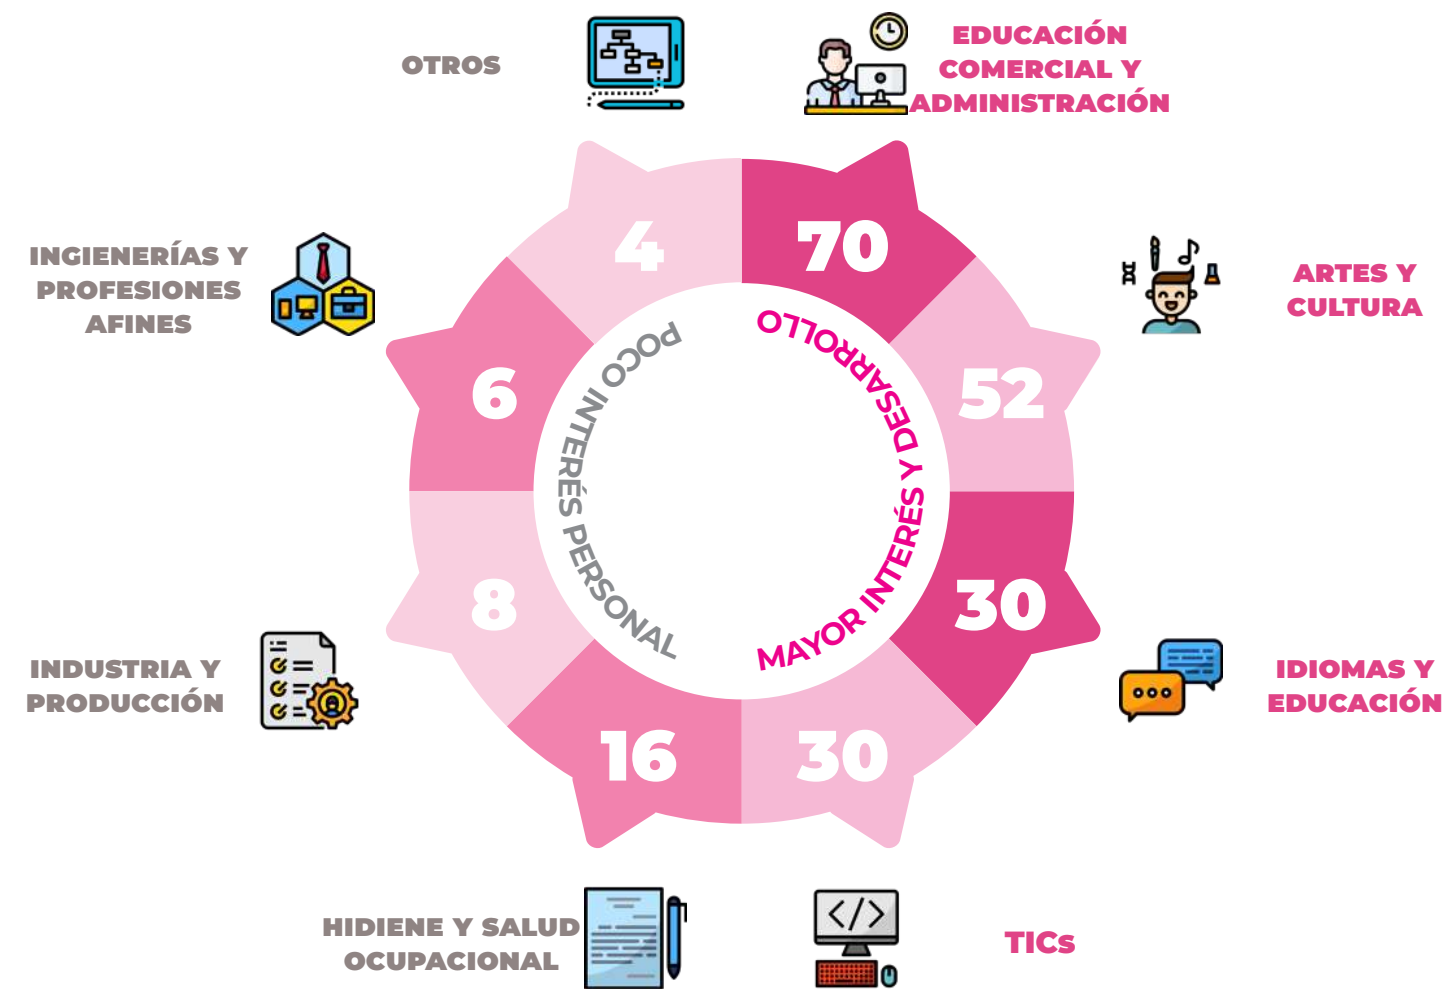 OTROS
EDUCACIÓN
COMERCIAL Y
ADMINISTRACIÓN
4
70
INGIENERÍAS Y
PROFESIONES
AFINES
ARTES Y
CULTURA
6
52
POCO INTERÉS PERSONAL
MAYOR INTERÉS Y DESARROLLO
8
30
INDUSTRIA Y
PRODUCCIÓN
IDIOMAS Y
EDUCACIÓN
16
30
HIDIENE Y SALUD
OCUPACIONAL
</>
TICs